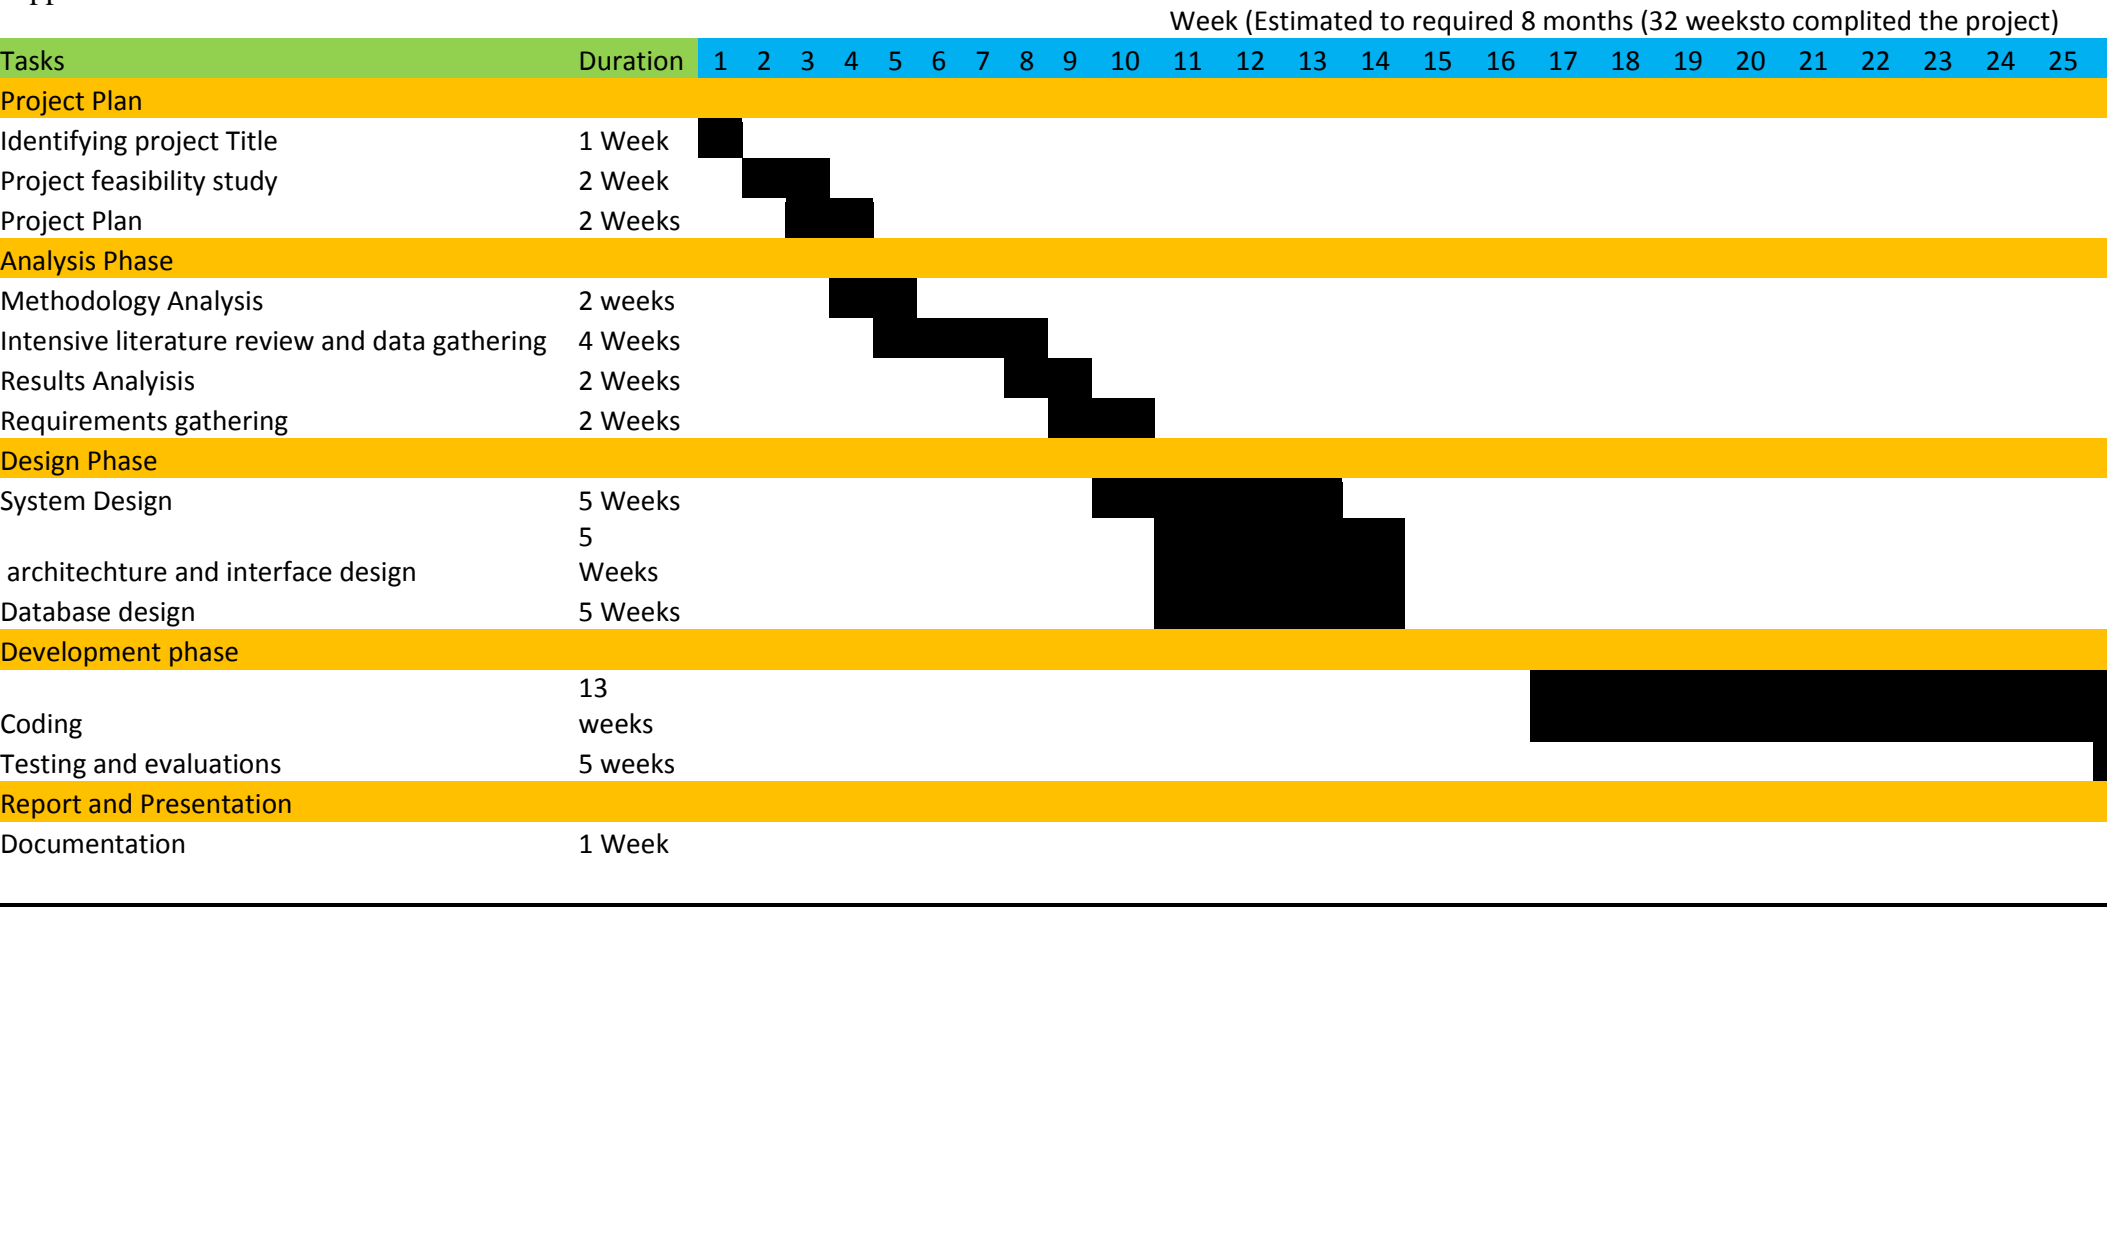 Week (Estimated to required 8 months (32 weeksto complited the project)
Tasks Duration 1 2 3 4 5 6 7 8 9 10 11 12 13 14 15 16 17 18 19 20 21 22 23 24 25
Project Plan
Identifying project Title 1 Week
Project feasibility study 2 Week
Project Plan 2 Weeks
Analysis Phase
Methodology Analysis 2 weeks
Intensive literature review and data gathering 4 Weeks
Results Analyisis 2 Weeks
Requirements gathering 2 Weeks
Design Phase
System Design 5 Weeks
5
architechture and interface design Weeks
Database design 5 Weeks
Development phase
13
Coding weeks
Testing and evaluations 5 weeks
Report and Presentation
Documentation 1 Week